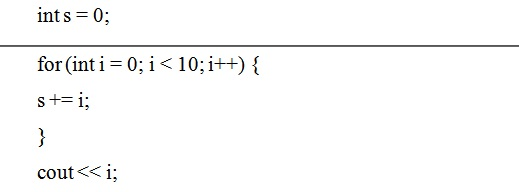 int s = 0;
for (int i = 0; i < 10; i++) {
s += i;
}
cout << i;